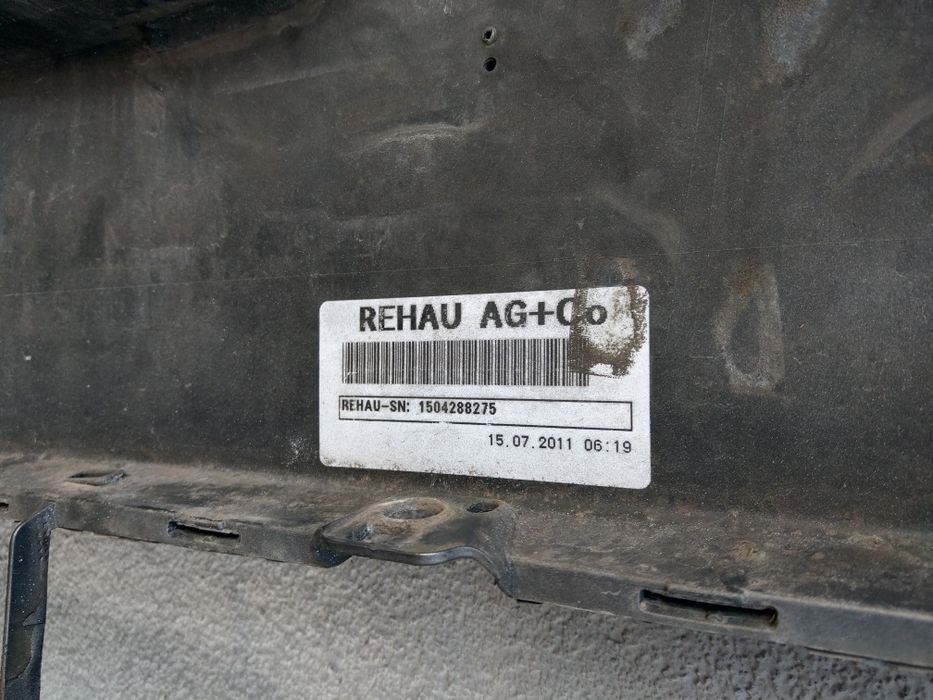 REHAU AG+Co
REHAU-SN: 1504288275
15.07.2011 06:19